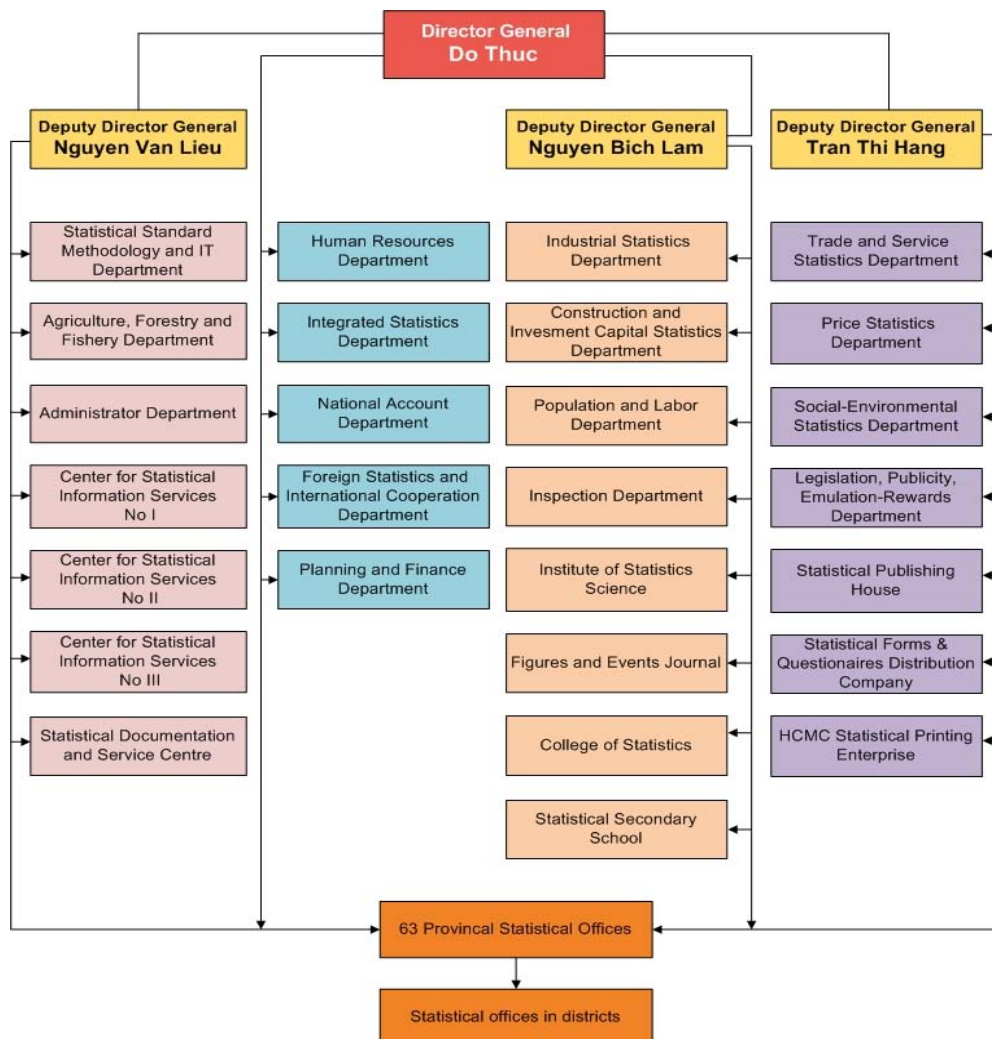 Director General
Do Thuc
Deputy Director General
Nguyen Van Lieu
Deputy Director General
Nguyen Bich Lam
Deputy Director General
Tran Thi Hang
Statistical Standard
Methodology and IT
Department
Agriculture, Forestry and
Fishery Department
Administrator Department
Center for Statistical
Information Services
No I
Center for Statistical
Information Services
No II
Center for Statistical
Information Services
No III
Statistical Documentation
and Service Centre
Human Resources
Department
Integrated Statistics
Department
National Account
Department
Foreign Statistics and
International Cooperation
Department
Planning and Finance
Department
Industrial Statistics
Department
Construction and
Invesment Capital Statistics
Department
Population and Labor
Department
Inspection Department
Institute of Statistics
Science
Figures and Events Journal
College of Statistics
Statistical Secondary
School
Trade and Service
Statistics Department
Price Statistics
Department
Social-Environmental
Statistics Department
Legislation, Publicity,
Emulation-Rewards
Department
Statistical Publishing
House
Statistical Forms &
Questionaires Distribution
Company
HCMC Statistical Printing
Enterprise
63 Provincal Statistical Offices
Statistical offices in districts